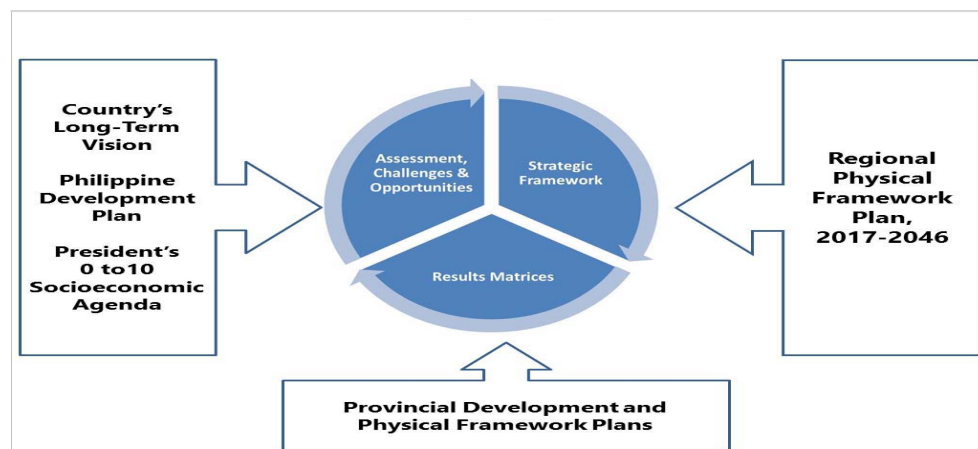 Country's
Long-Term
Vision
Philippine
Development
Plan
President's
0 to10
Socioeconomic
Agenda
Assessment,
Challenges &
Opportunities
Strategic
Framework
Results Matrices
Regional
Physical
Framework
Plan,
2017-2046
Provincial Development and
Physical Framework Plans